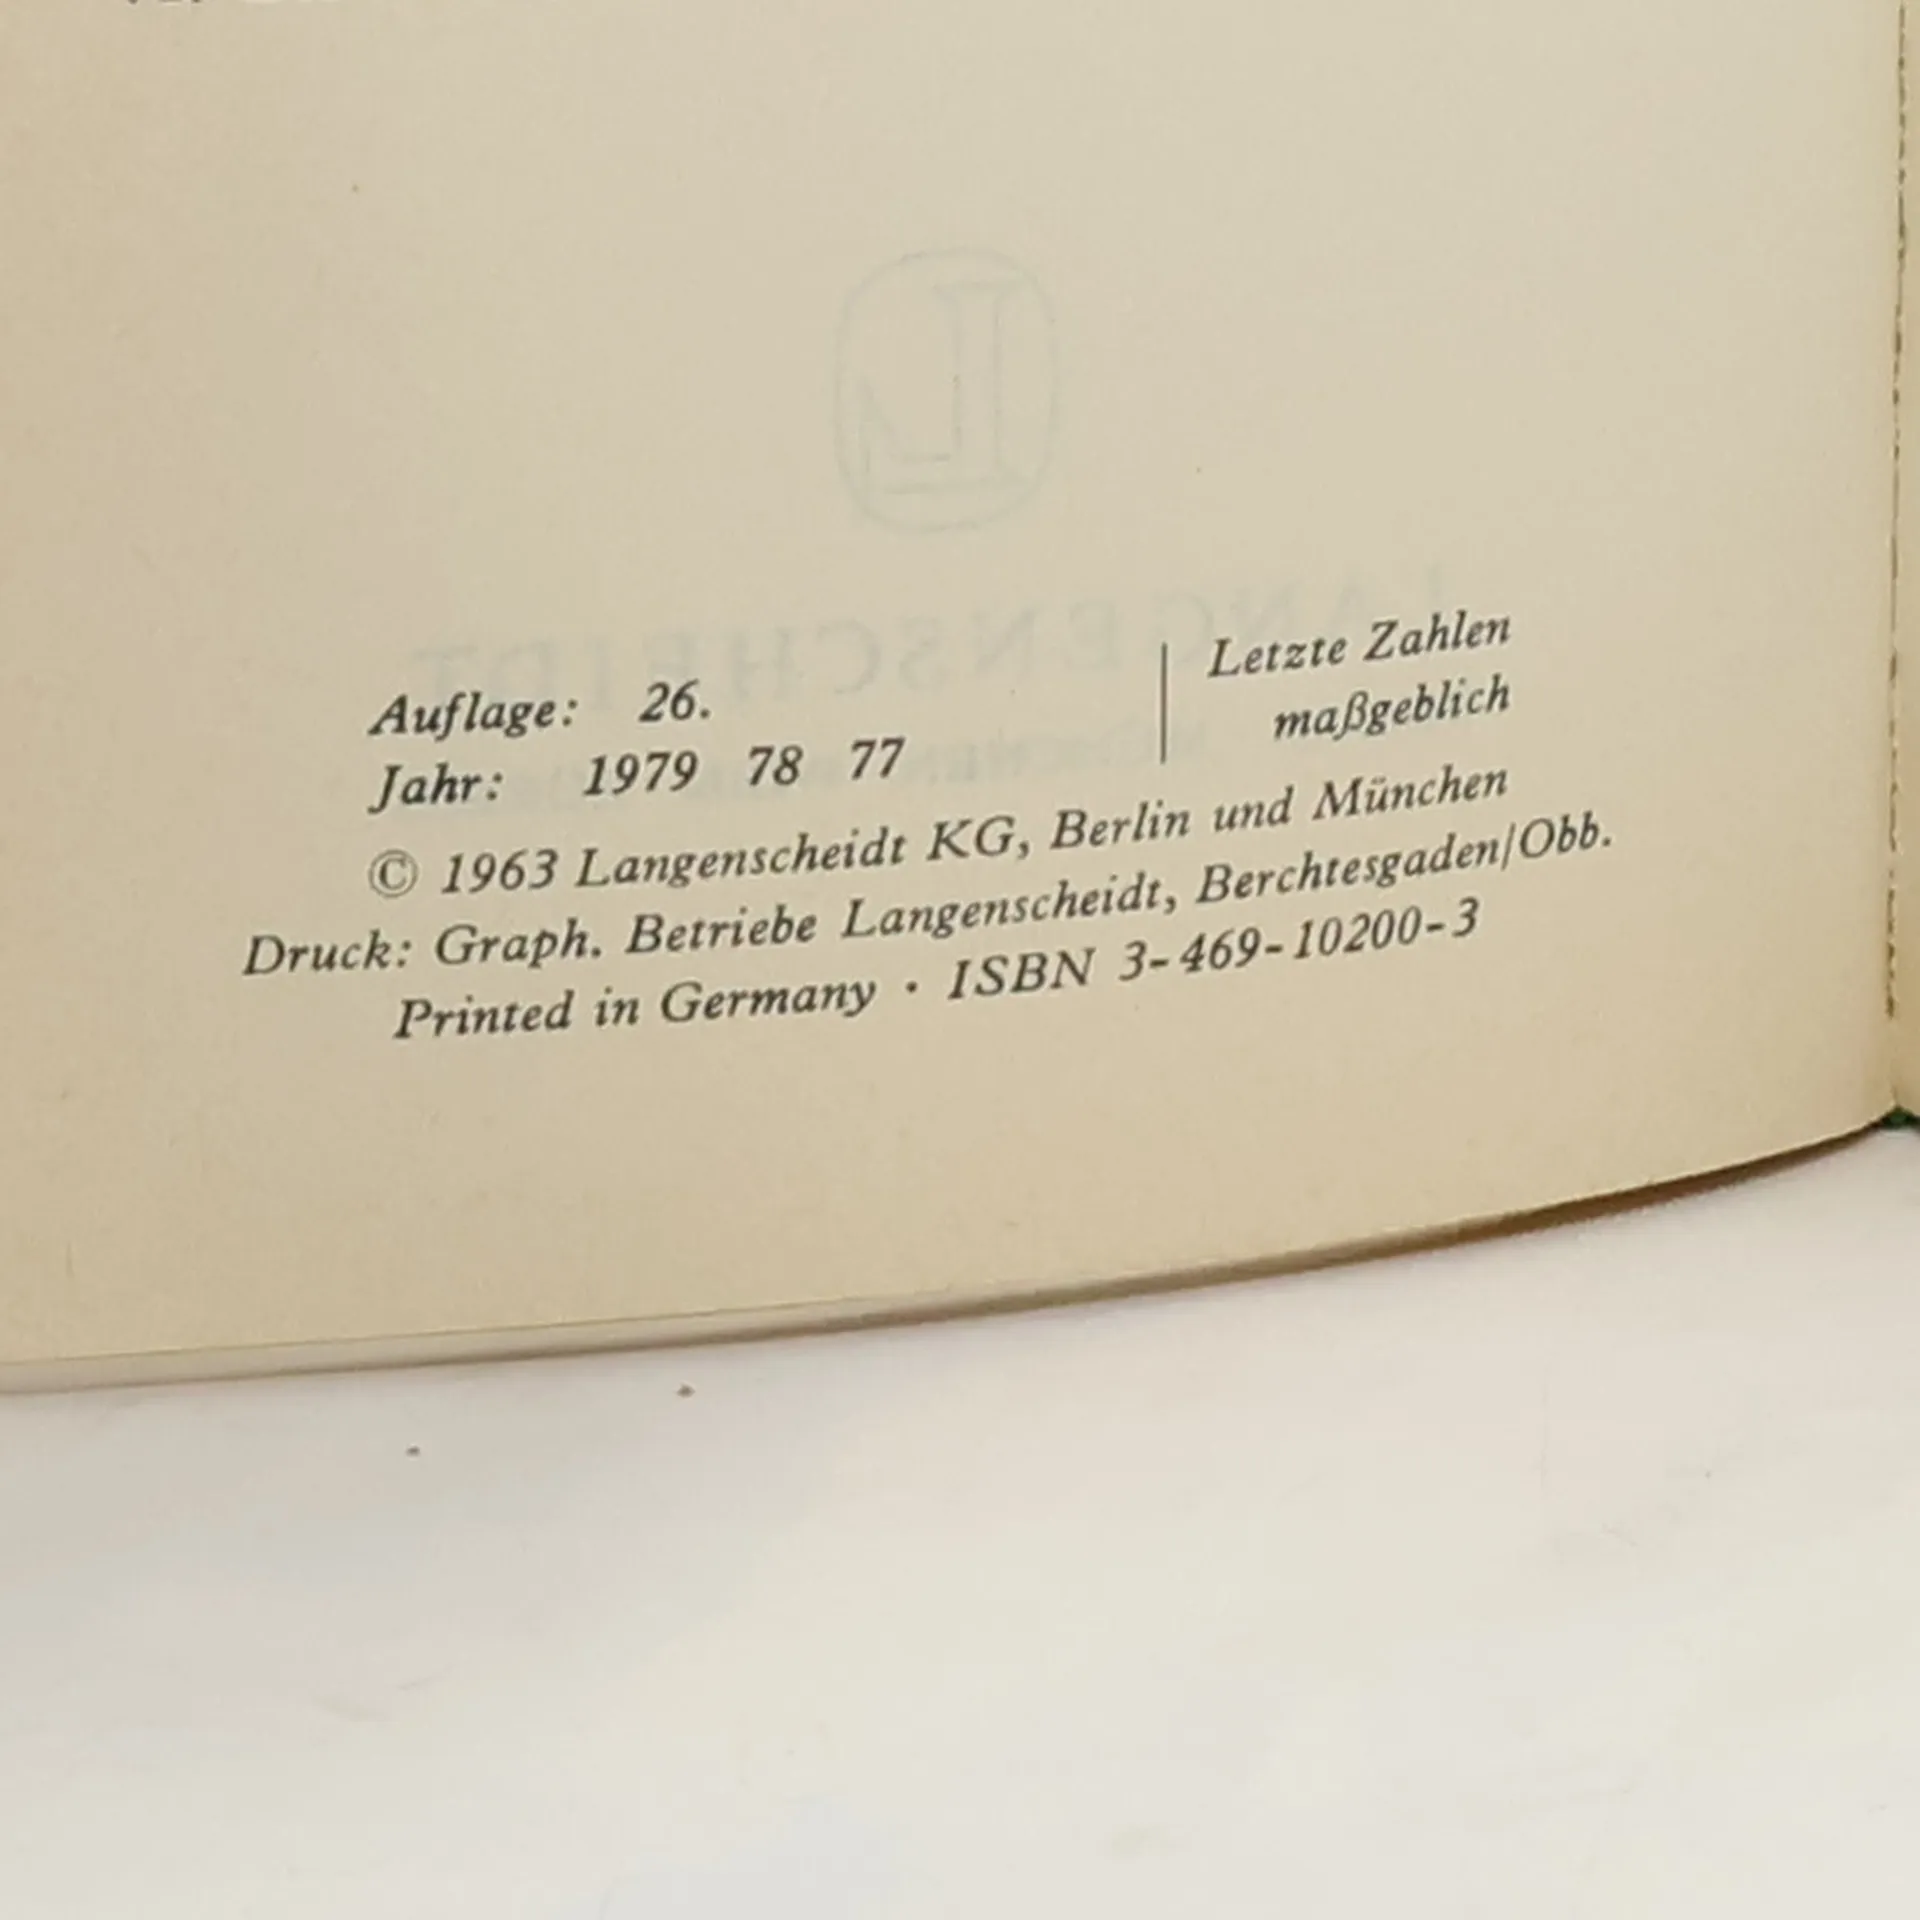 Auflage: 26.
Jahr: 1979 78 77
Letzte Zahlen
maßgeblich
© 1963 Langenscheidt KG, Berlin und München
Druck: Graph. Betriebe Langenscheidt, Berchtesgaden/Obb.
Printed in Germany · ISBN 3-469-10200-3